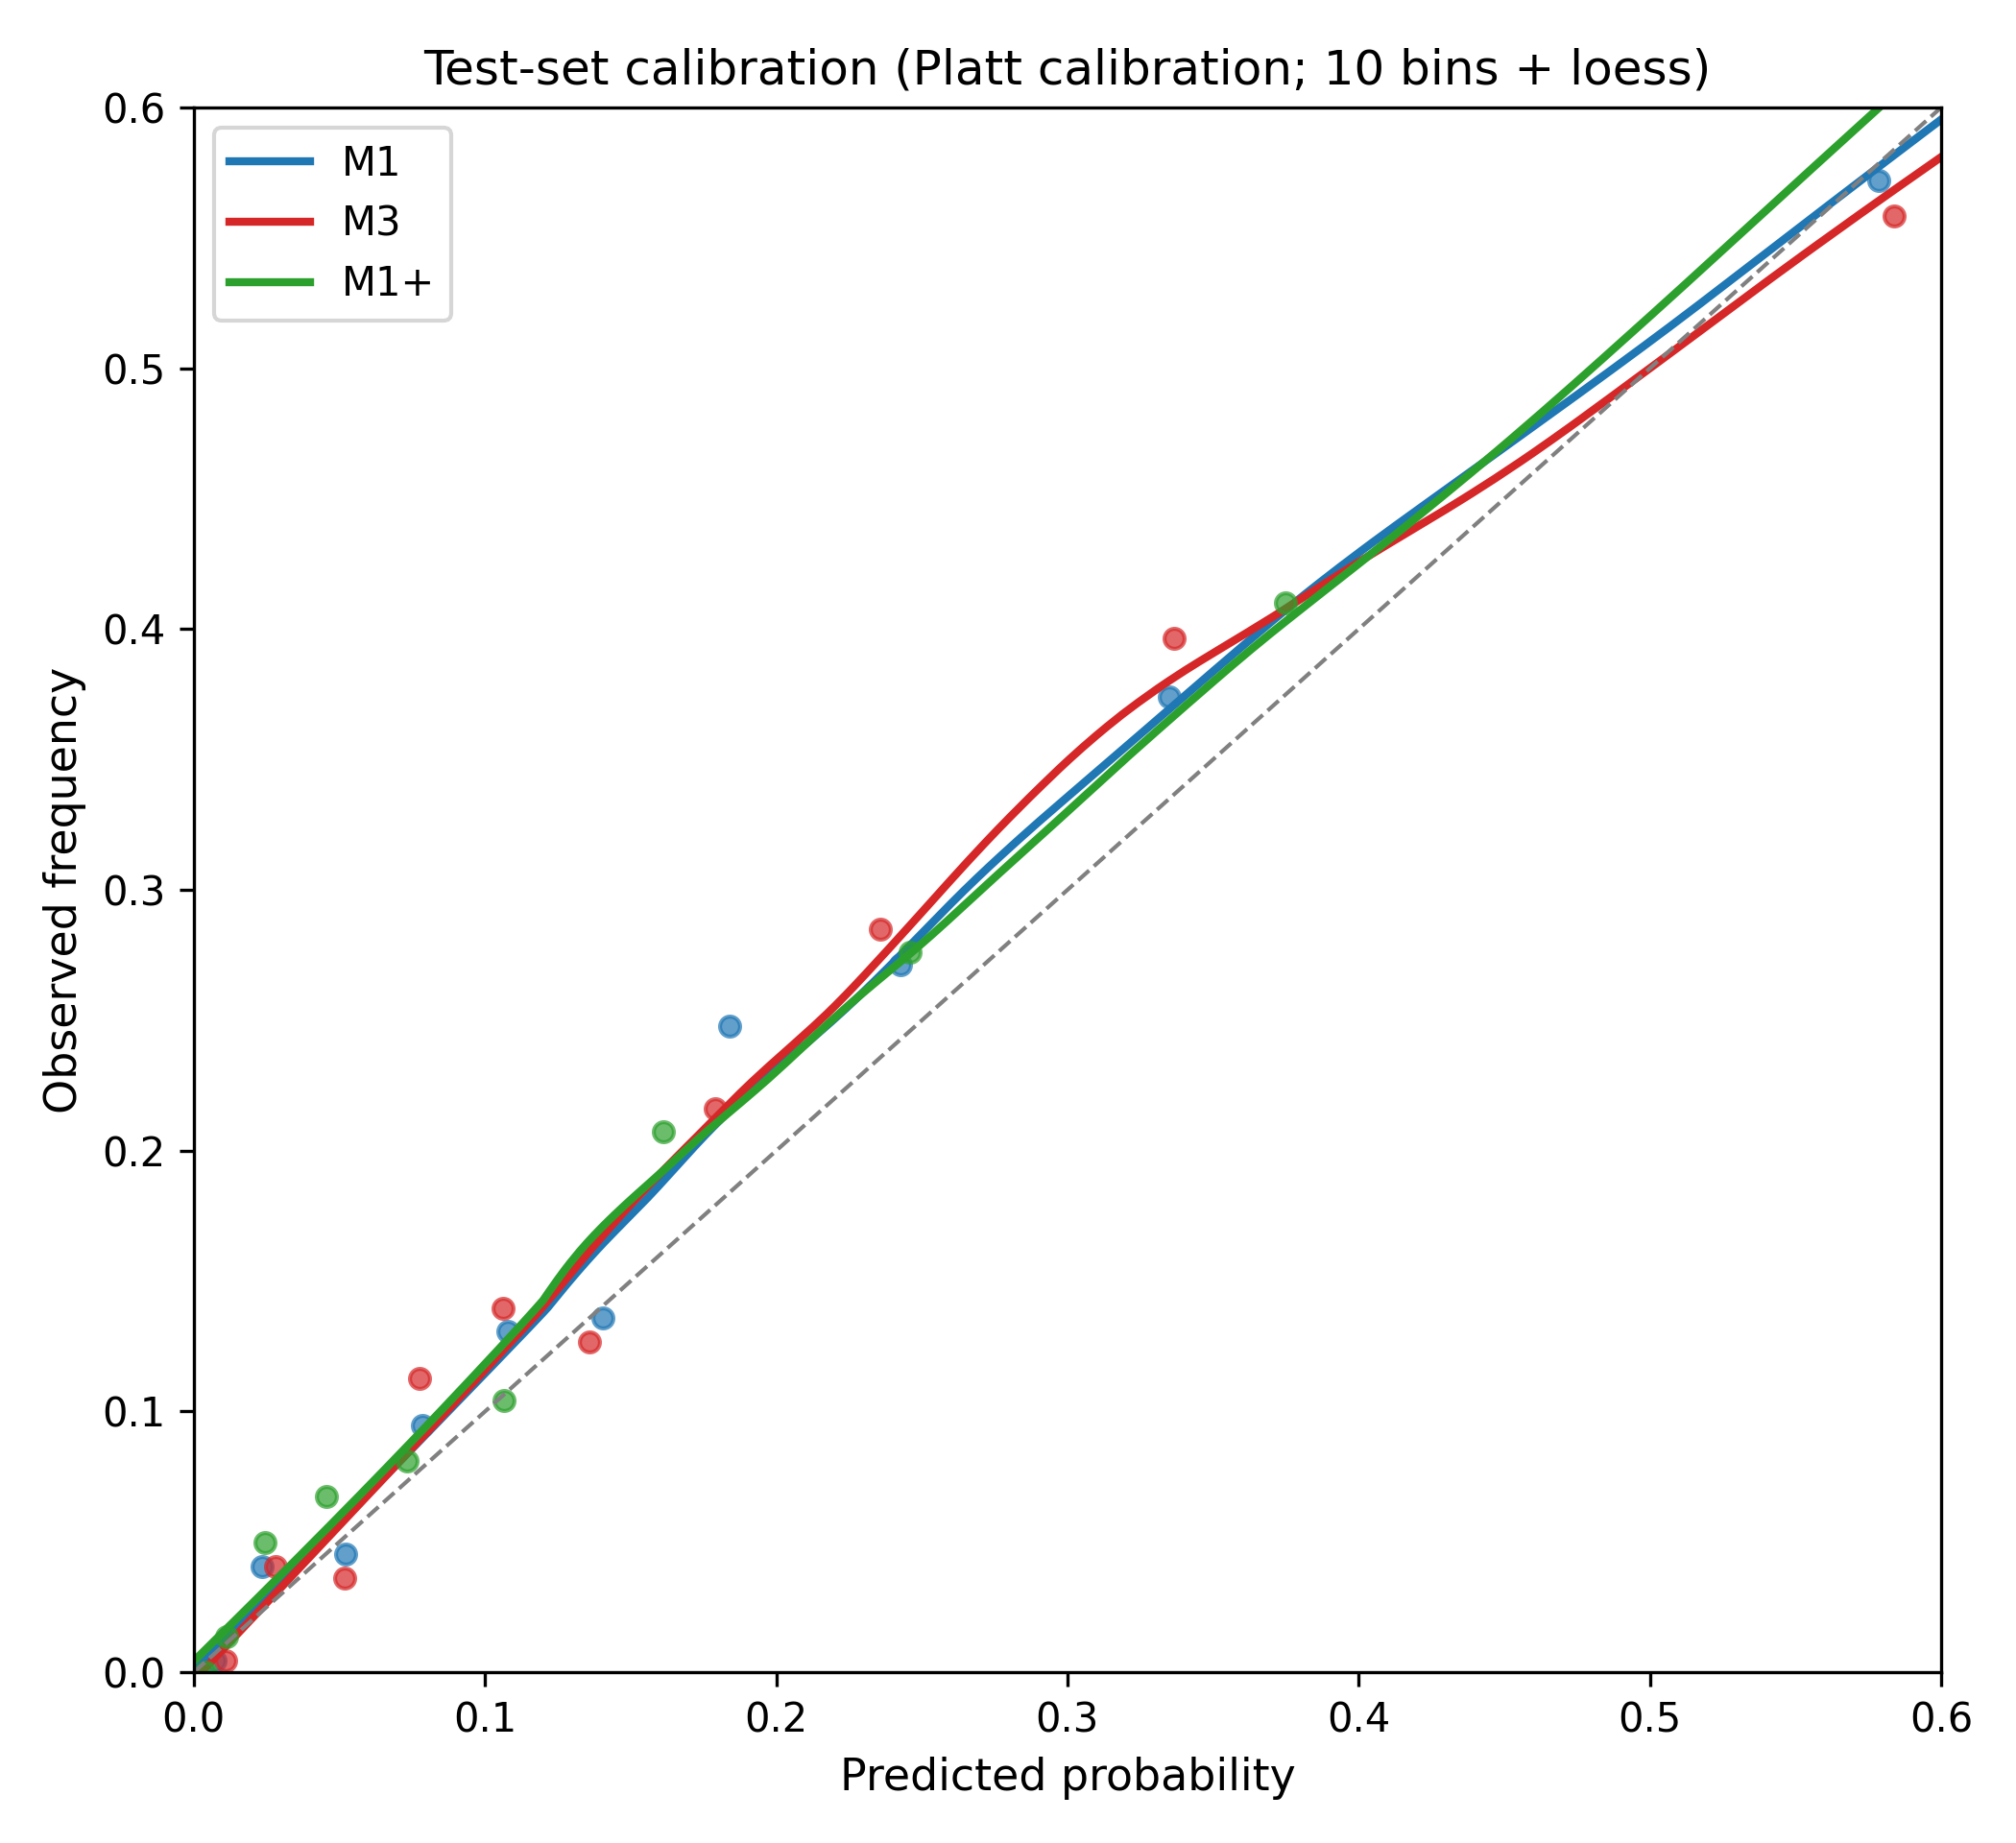 Test-set calibration (Platt calibration; 10 bins + loess)
M1
M3
M1+
Observed frequency
0.6
0.5
0.4
0.3
0.2
0.1
0.0
0.0 0.1 0.2 0.3 0.4 0.5 0.6
Predicted probability